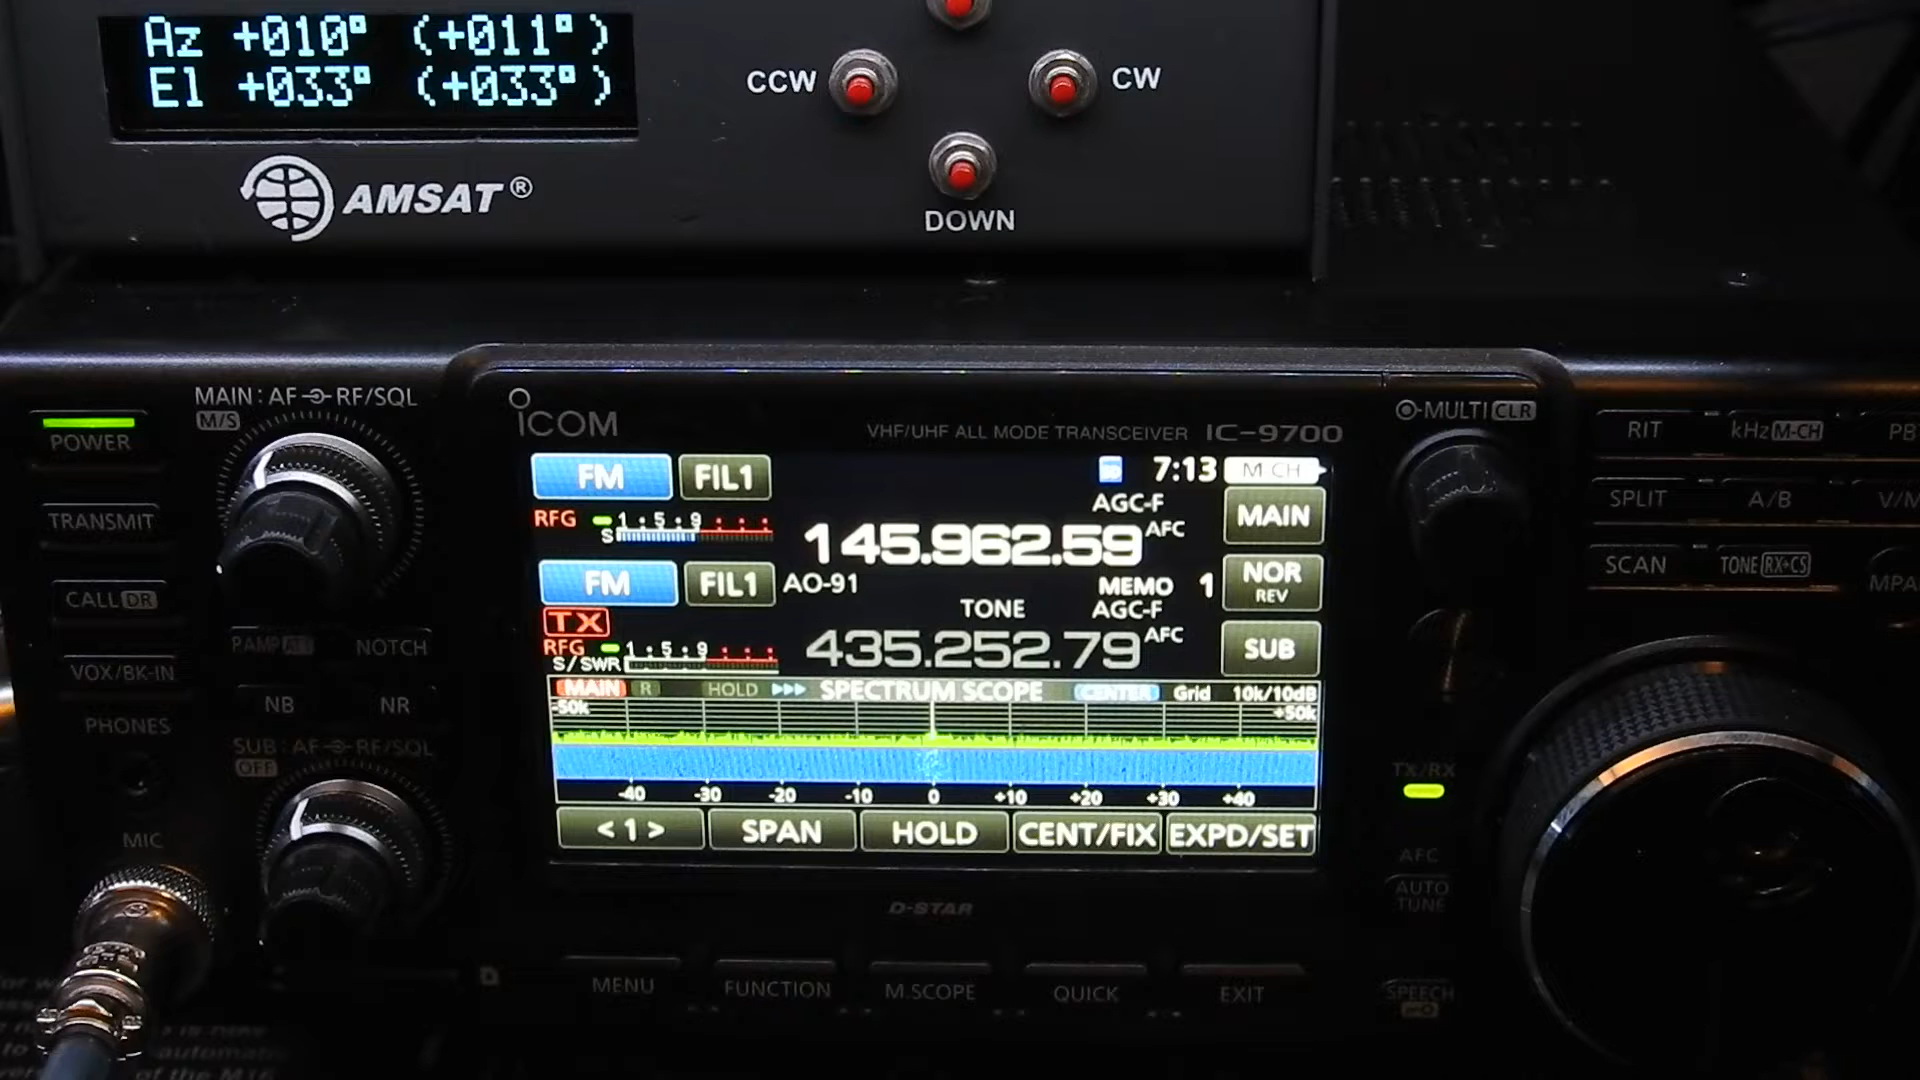 Az +010° (+011°)
El +033° (+033°)
CCW
CW
DOWN
AMSAT®
MAIN: AF RF/SQL
M/S
POWER
TRANSMIT
CALL DR
P.AMP ATT NOTCH
VOX/BK-IN
NB NR
PHONES
SUB: AF RF/SQL
OFF
MIC
ICOM
VHF/UHF ALL MODE TRANSCEIVER IC-9700
FM FIL1 7:13 M-CH
AGC-F
RFG 1 . 5 . 9
S
145.962.59 AFC
MAIN
FM FIL1 AO-91 MEMO 1
NOR
REV
TX TONE AGC-F
RFG 1 . 5 . 9
S/SWR
435.252.79 AFC
SUB
MAIN R HOLD SPECTRUM SCOPE CENTER Grid 10k/10dB
-50k +50k
-40 -30 -20 -10 0 +10 +20 +30 +40
< 1 > SPAN HOLD CENT/FIX EXPD/SET
D-STAR
MENU FUNCTION M.SCOPE QUICK EXIT
MULTI CLR
RIT kHz M-CH
SPLIT A/B
SCAN TONE RX→CS
TX/RX
AFC
AUTO
TUNE
SPEECH
automatic
of the